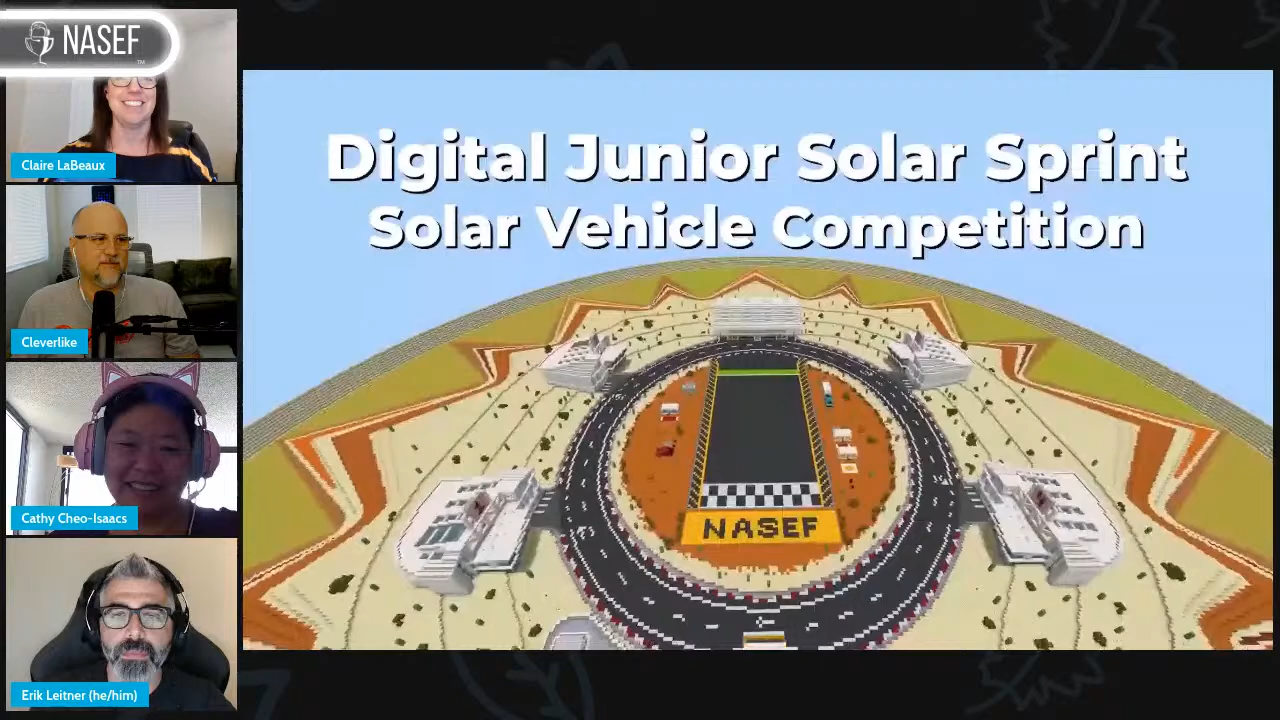 NASEF
TM
Claire LaBeaux
Cleverlike
Cathy Cheo-Isaacs
Erik Leitner (he/him)
Digital Junior Solar Sprint
Solar Vehicle Competition
NASEF